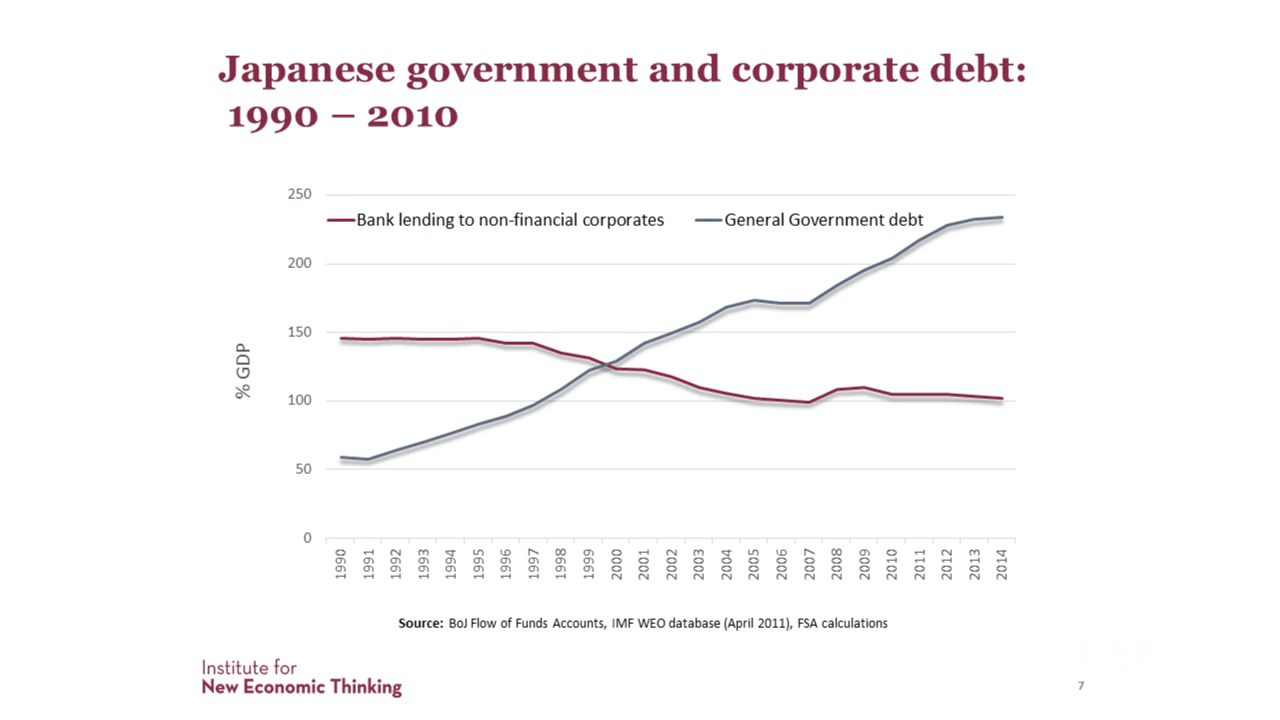 Japanese government and corporate debt:
1990 – 2010
250
Bank lending to non-financial corporates
General Government debt
200
150
% GDP
100
50
0
1990 1991 1992 1993 1994 1995 1996 1997 1998 1999 2000 2001 2002 2003 2004 2005 2006 2007 2008 2009 2010 2011 2012 2013 2014
Source: BoJ Flow of Funds Accounts, IMF WEO database (April 2011), FSA calculations
Institute for
New Economic Thinking
7